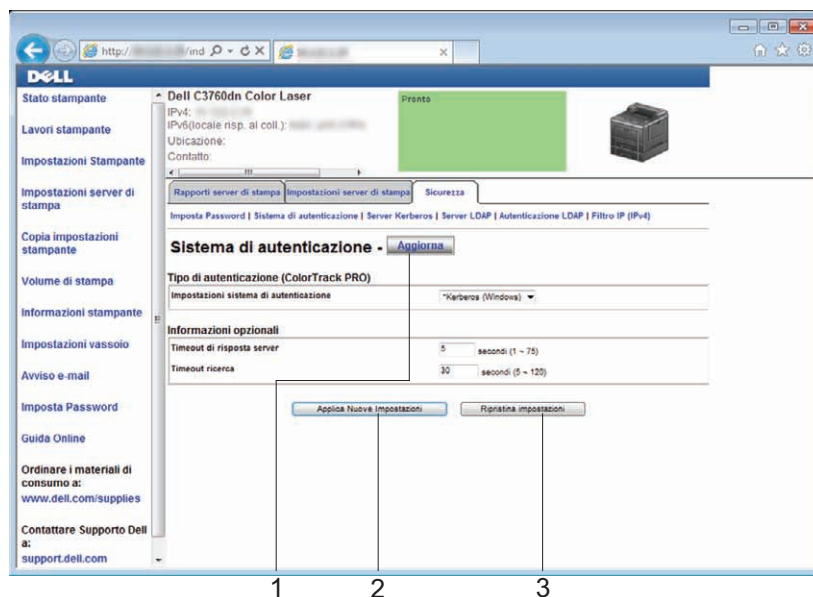 http:// /ind
DELL
Stato stampante
Lavori stampante
Impostazioni Stampante
Impostazioni server di
stampa
Copia impostazioni
stampante
Volume di stampa
Informazioni stampante
Impostazioni vassoio
Avviso e-mail
Imposta Password
Guida Online
Ordinare i materiali di
consumo a:
www.dell.com/supplies
Contattare Supporto Dell
a:
support.dell.com
Dell C3760dn Color Laser
IPv4:
IPv6(locale risp. al coll.):
Ubicazione:
Contatto:
Pronto
Rapporti server di stampa Impostazioni server di stampa Sicurezza
Imposta Password | Sistema di autenticazione | Server Kerberos | Server LDAP | Autenticazione LDAP | Filtro IP (IPv4)
Sistema di autenticazione - Aggiorna
Tipo di autenticazione (ColorTrack PRO)
Impostazioni sistema di autenticazione *Kerberos (Windows)
Informazioni opzionali
Timeout di risposta server 5 secondi (1 ~ 75)
Timeout ricerca 30 secondi (5 ~ 120)
Applica Nuove Impostazioni Ripristina impostazioni
1 2 3